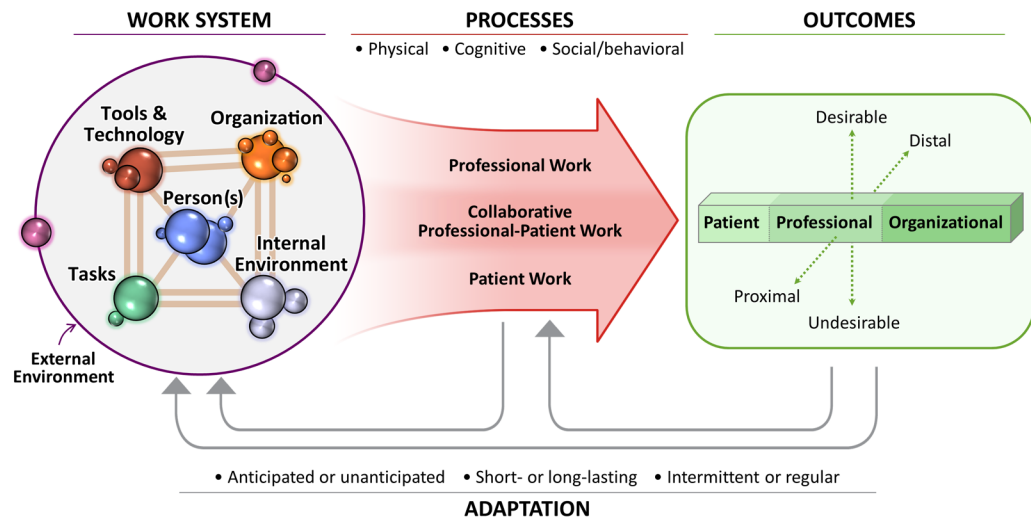 WORK SYSTEM
PROCESSES
OUTCOMES
• Physical • Cognitive • Social/behavioral
Tools &
Technology
Organization
Person(s)
Internal
Environment
Tasks
External
Environment
Professional Work
Collaborative
Professional-Patient Work
Patient Work
Desirable
Distal
Patient
Professional
Organizational
Proximal
Undesirable
• Anticipated or unanticipated • Short- or long-lasting • Intermittent or regular
ADAPTATION